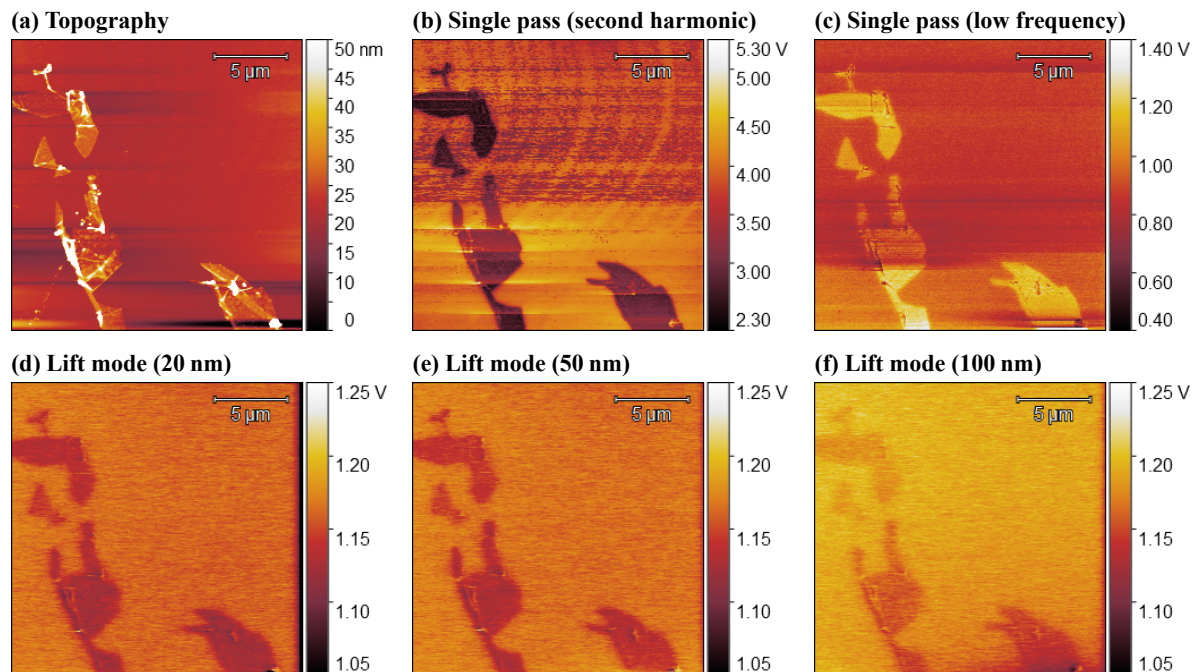 (a) Topography
5 µm
50 nm
45
40
35
30
25
20
15
10
5
0
(b) Single pass (second harmonic)
5 µm
5.30 V
5.00
4.50
4.00
3.50
3.00
2.30
(c) Single pass (low frequency)
5 µm
1.40 V
1.20
1.00
0.80
0.60
0.40
(d) Lift mode (20 nm)
5 µm
1.25 V
1.20
1.15
1.10
1.05
(e) Lift mode (50 nm)
5 µm
1.25 V
1.20
1.15
1.10
1.05
(f) Lift mode (100 nm)
5 µm
1.25 V
1.20
1.15
1.10
1.05